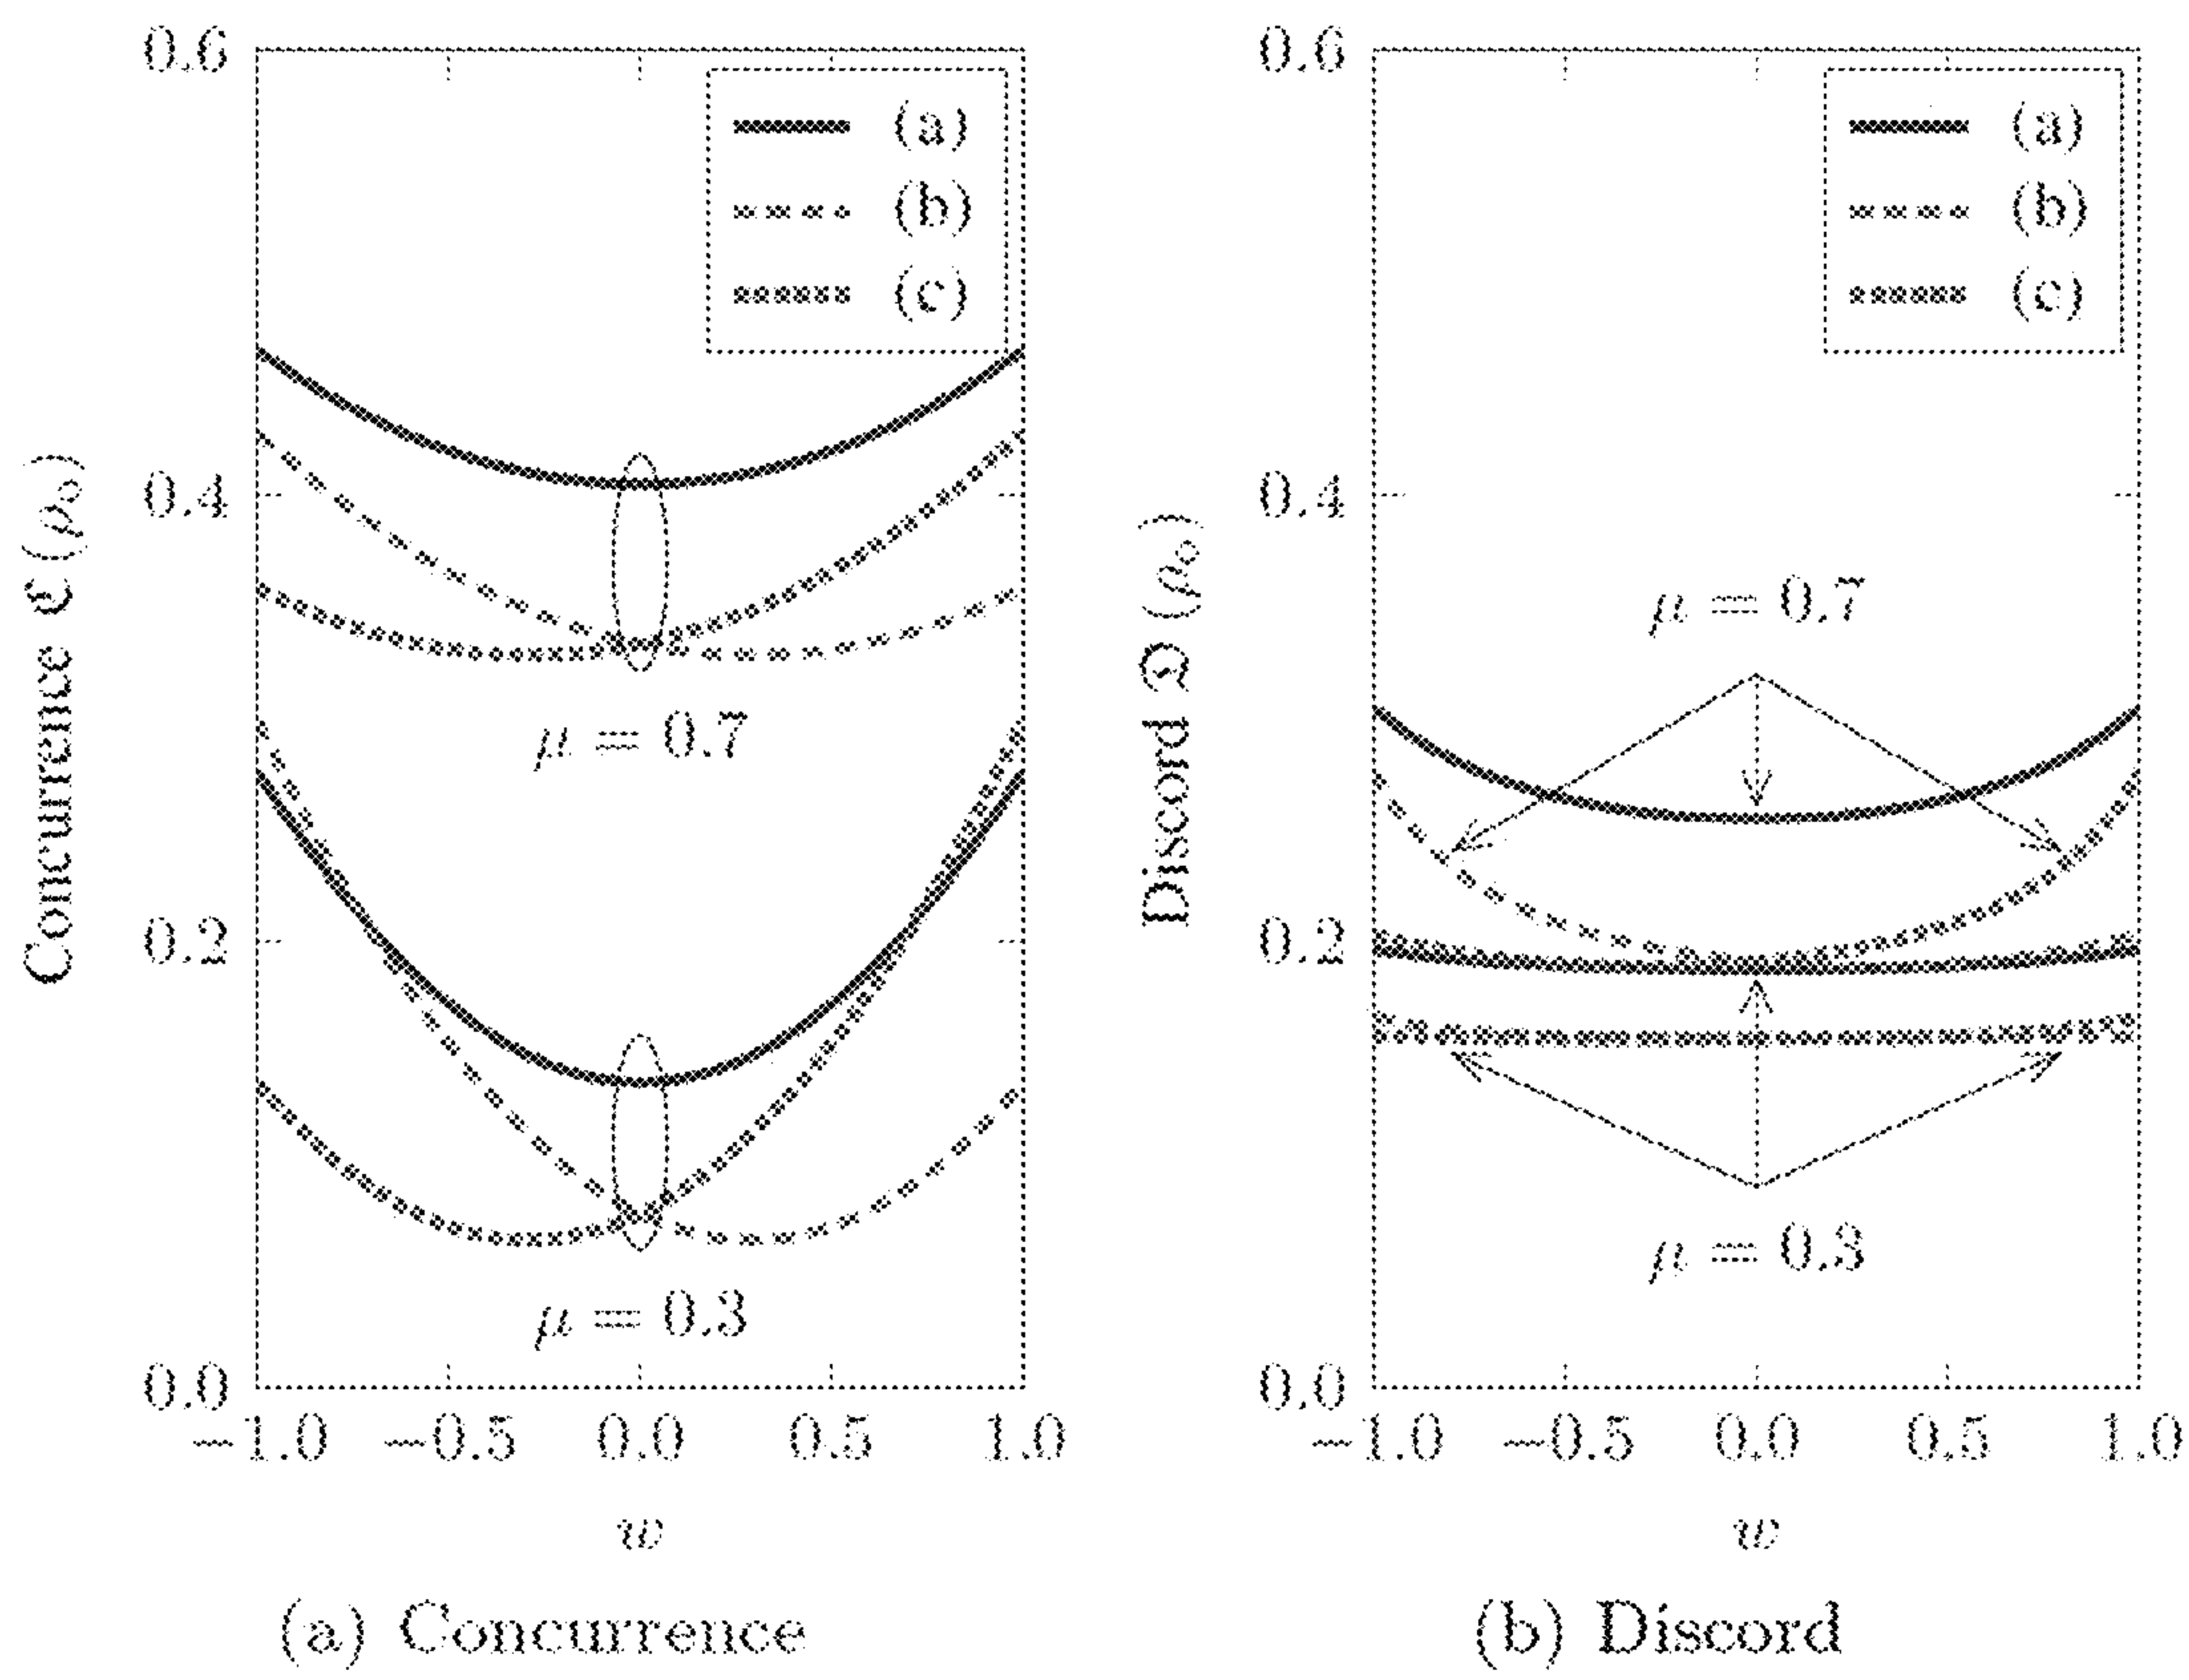 Concurrence ℭ(ρₒ)
0.6
0.4
0.2
0.0
(a)
(b)
(c)
μ = 0.7
μ = 0.3
−1.0 −0.5 0.0 0.5 1.0
w
(a) Concurrence
Discord 𝔇(ρₒ)
0.6
0.4
0.2
0.0
(a)
(b)
(c)
μ = 0.7
μ = 0.3
−1.0 −0.5 0.0 0.5 1.0
w
(b) Discord